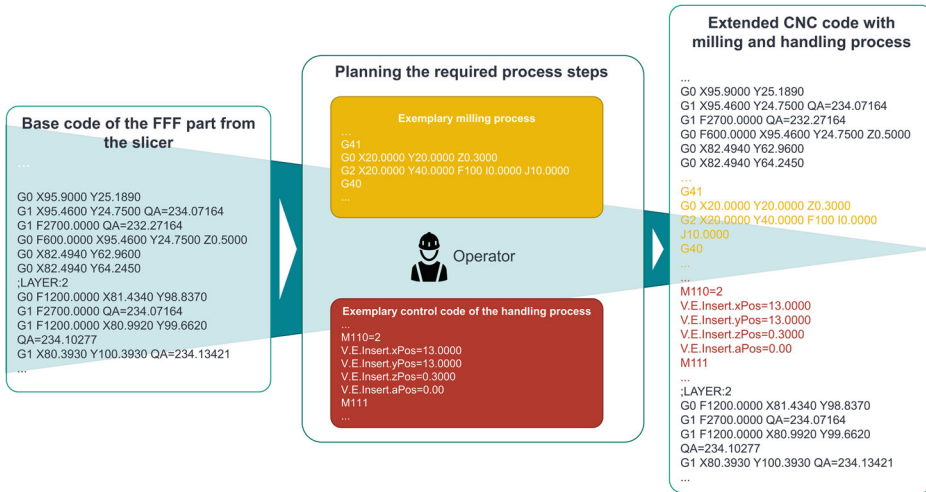 Base code of the FFF part from
the slicer
...
G0 X95.9000 Y25.1890
G1 X95.4600 Y24.7500 QA=234.07164
G1 F2700.0000 QA=232.27164
G0 F600.0000 X95.4600 Y24.7500 Z0.5000
G0 X82.4940 Y62.9600
G0 X82.4940 Y64.2450
;LAYER:2
G0 F1200.0000 X81.4340 Y98.8370
G1 F2700.0000 QA=234.07164
G1 F1200.0000 X80.9920 Y99.6620
QA=234.10277
G1 X80.3930 Y100.3930 QA=234.13421
...
Planning the required process steps
Exemplary milling process
...
G41
G0 X20.0000 Y20.0000 Z0.3000
G2 X20.0000 Y40.0000 F100 I0.0000 J10.0000
G40
...
Operator
Exemplary control code of the handling process
...
M110=2
V.E.Insert.xPos=13.0000
V.E.Insert.yPos=13.0000
V.E.Insert.zPos=0.3000
V.E.Insert.aPos=0.00
M111
...
Extended CNC code with
milling and handling process
...
G0 X95.9000 Y25.1890
G1 X95.4600 Y24.7500 QA=234.07164
G1 F2700.0000 QA=232.27164
G0 F600.0000 X95.4600 Y24.7500 Z0.5000
G0 X82.4940 Y62.9600
G0 X82.4940 Y64.2450
...
G41
G0 X20.0000 Y20.0000 Z0.3000
G2 X20.0000 Y40.0000 F100 I0.0000
J10.0000
G40
...
...
M110=2
V.E.Insert.xPos=13.0000
V.E.Insert.yPos=13.0000
V.E.Insert.zPos=0.3000
V.E.Insert.aPos=0.00
M111
...
;LAYER:2
G0 F1200.0000 X81.4340 Y98.8370
G1 F2700.0000 QA=234.07164
G1 F1200.0000 X80.9920 Y99.6620
QA=234.10277
G1 X80.3930 Y100.3930 QA=234.13421
...